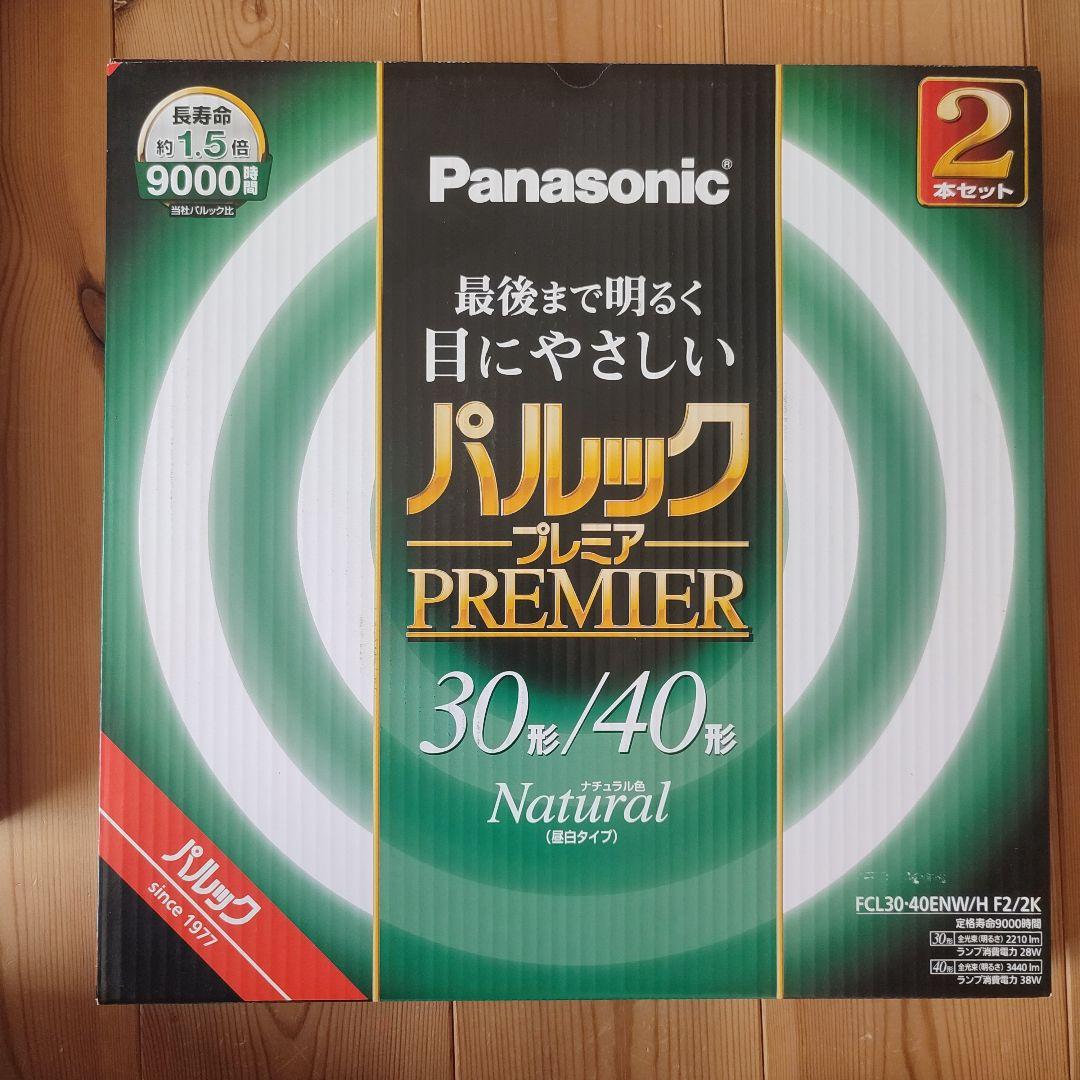 長寿命
約1.5倍
9000時間
当社パルック比
2
本セット
Panasonic®
最後まで明るく
目にやさしい
パルック
プレミア
PREMIER
30形/40形
ナチュラル色
Natural
(昼白タイプ)
パルック
since 1977
FCL30・40ENW/H F2/2K
定格寿命9000時間
30形 全光束(明るさ) 2210 lm
ランプ消費電力 28W
40形 全光束(明るさ) 3440 lm
ランプ消費電力 38W